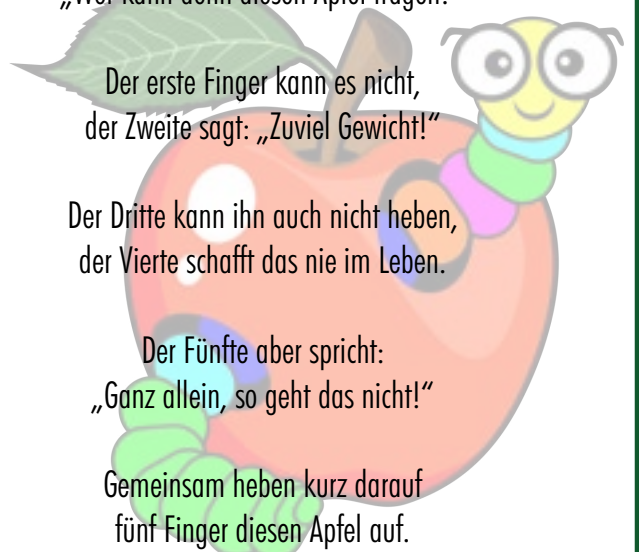 „Wer kann denn diesen Apfel tragen?“
Der erste Finger kann es nicht,
der Zweite sagt: „Zuviel Gewicht!“
Der Dritte kann ihn auch nicht heben,
der Vierte schafft das nie im Leben.
Der Fünfte aber spricht:
„Ganz allein, so geht das nicht!“
Gemeinsam heben kurz darauf
fünf Finger diesen Apfel auf.